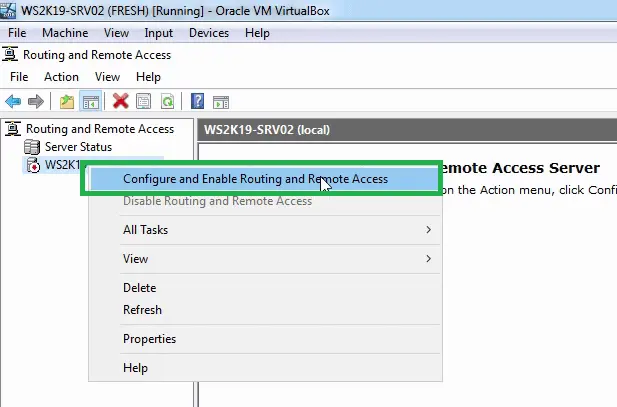 WS2K19-SRV02 (FRESH) [Running] - Oracle VM VirtualBox
File Machine View Input Devices Help
Routing and Remote Access
File Action View Help
Routing and Remote Access
Server Status
WS2K1
WS2K19-SRV02 (local)
emote Access Server
on the Action menu, click Confi
Configure and Enable Routing and Remote Access
Disable Routing and Remote Access
All Tasks
View
Delete
Refresh
Properties
Help